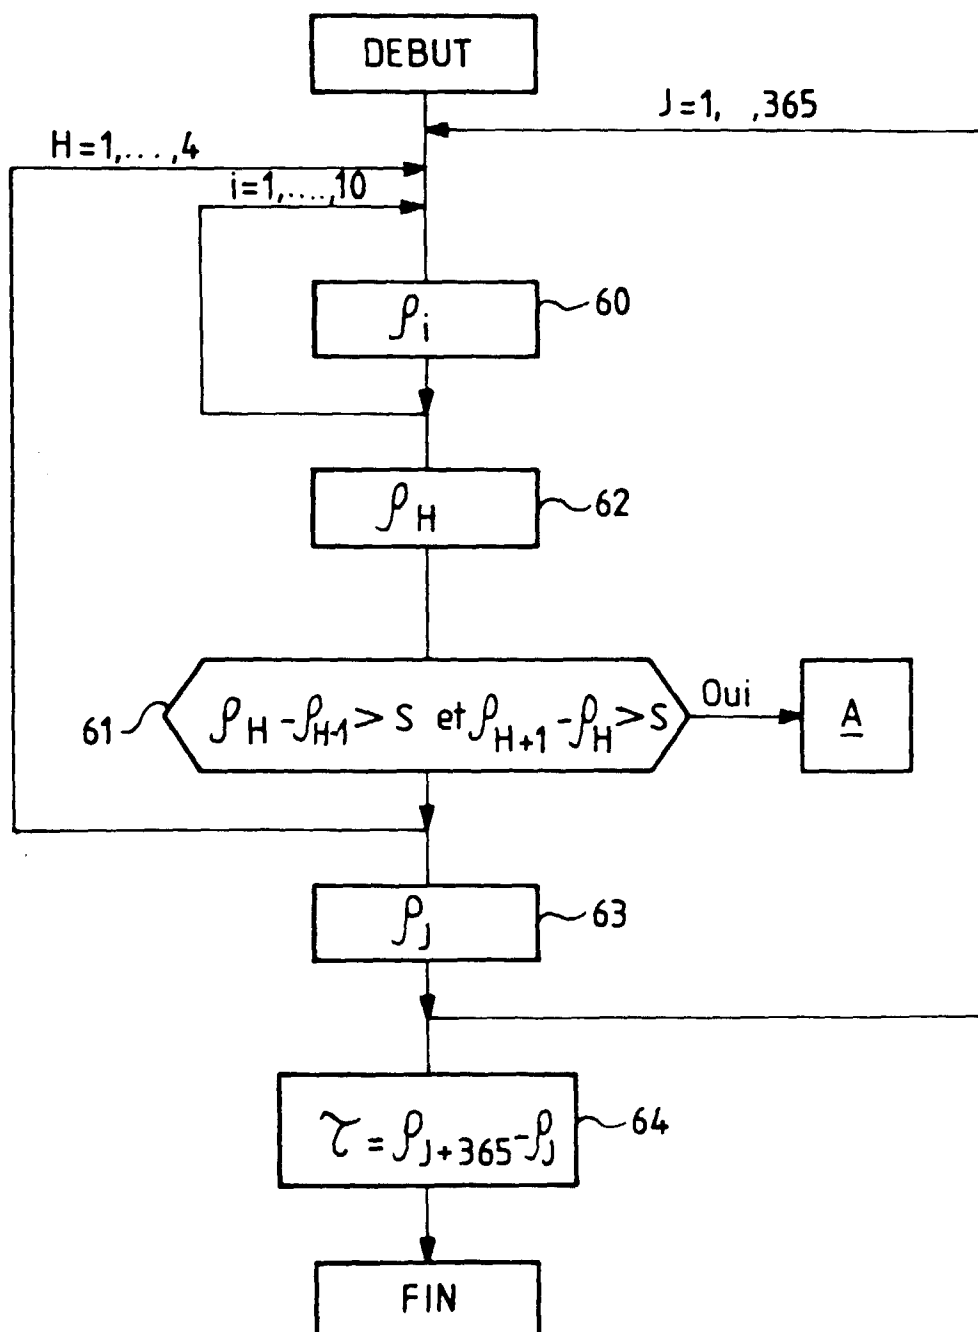 DEBUT
J=1, ,365
H=1,...,4
i=1,....,10
ρi
60
ρH
62
61
ρH -ρH-1 > S et ρH+1 -ρH > S
Oui
A
ρJ
63
τ = ρJ+365 -ρJ
64
FIN